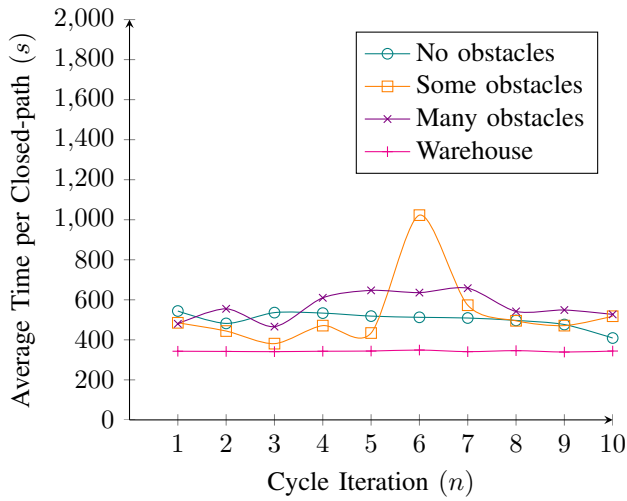 2,000
1,800
1,600
1,400
1,200
1,000
800
600
400
200
0
Average Time per Closed-path (s)
No obstacles
Some obstacles
Many obstacles
Warehouse
1 2 3 4 5 6 7 8 9 10
Cycle Iteration (n)